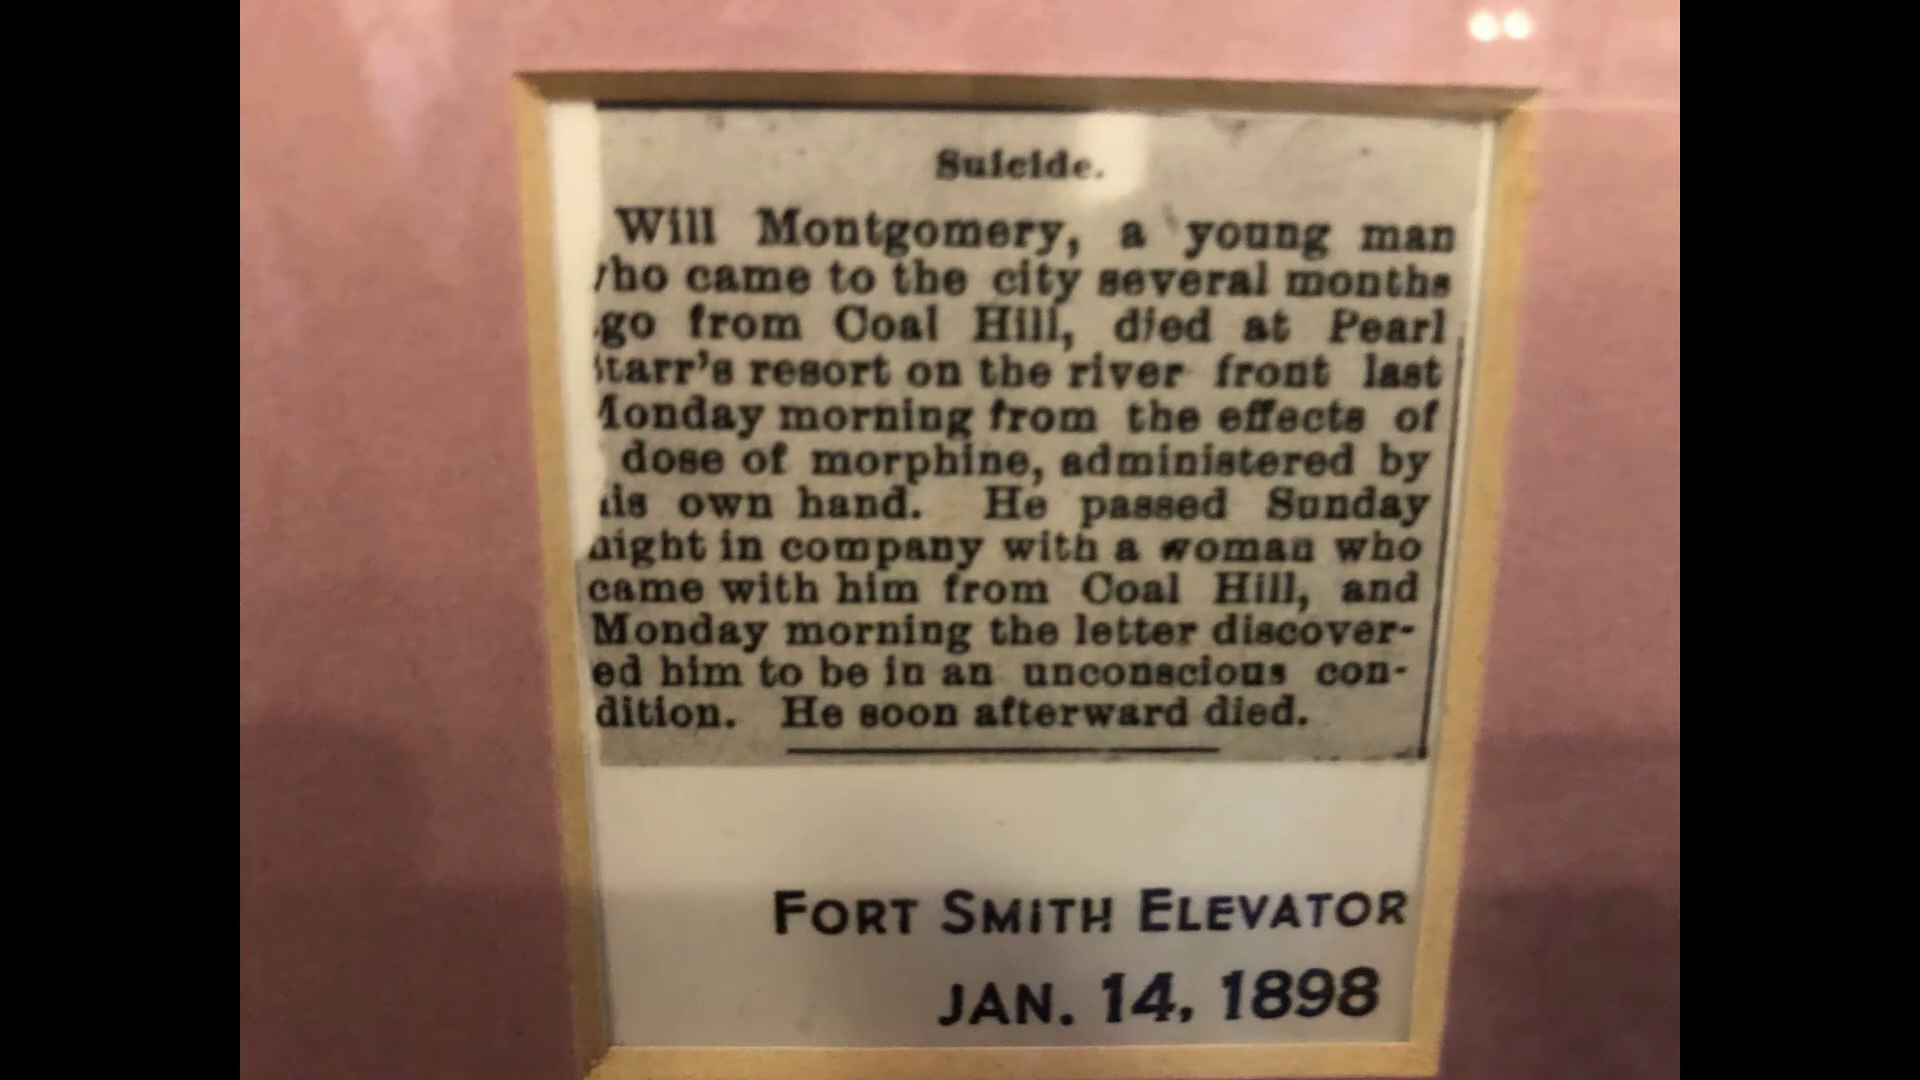 Suicide.
Will Montgomery, a young man
ho came to the city several months
go from Coal Hill, died at Pearl
tarr's resort on the river front last
onday morning from the effects of
dose of morphine, administered by
is own hand. He passed Sunday
night in company with a woman who
came with him from Coal Hill, and
Monday morning the letter discover-
ed him to be in an unconscious con-
dition. He soon afterward died.
FORT SMITH ELEVATOR
JAN. 14, 1898